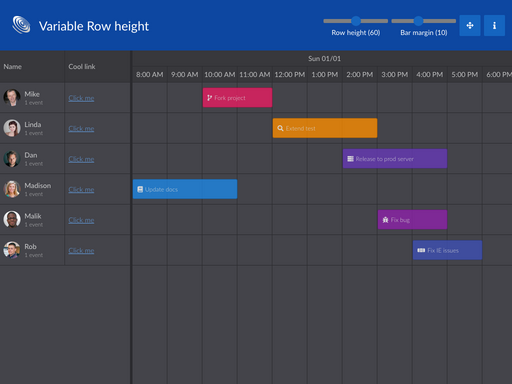 Variable Row height
Row height (60)
Bar margin (10)
Name
Cool link
Sun 01/01
8:00 AM 9:00 AM 10:00 AM 11:00 AM 12:00 PM 1:00 PM 2:00 PM 3:00 PM 4:00 PM 5:00 PM 6:00 PM
Mike
1 event
Click me
Fork project
Linda
1 event
Click me
Extend test
Dan
1 event
Click me
Release to prod server
Madison
1 event
Click me
Update docs
Malik
1 event
Click me
Fix bug
Rob
1 event
Click me
Fix IE issues